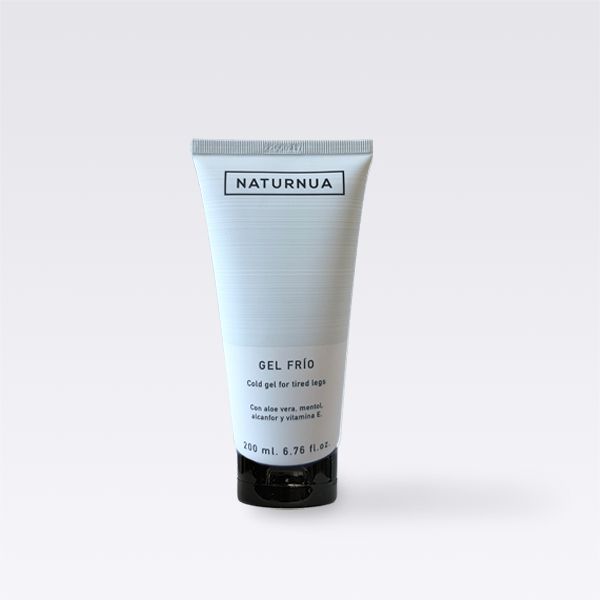 NATURNUA
GEL FRÍO
Cold gel for tired legs
Con aloe vera, mentol,
alcanfor y vitamina E.
200 ml. 6.76 fl.oz.